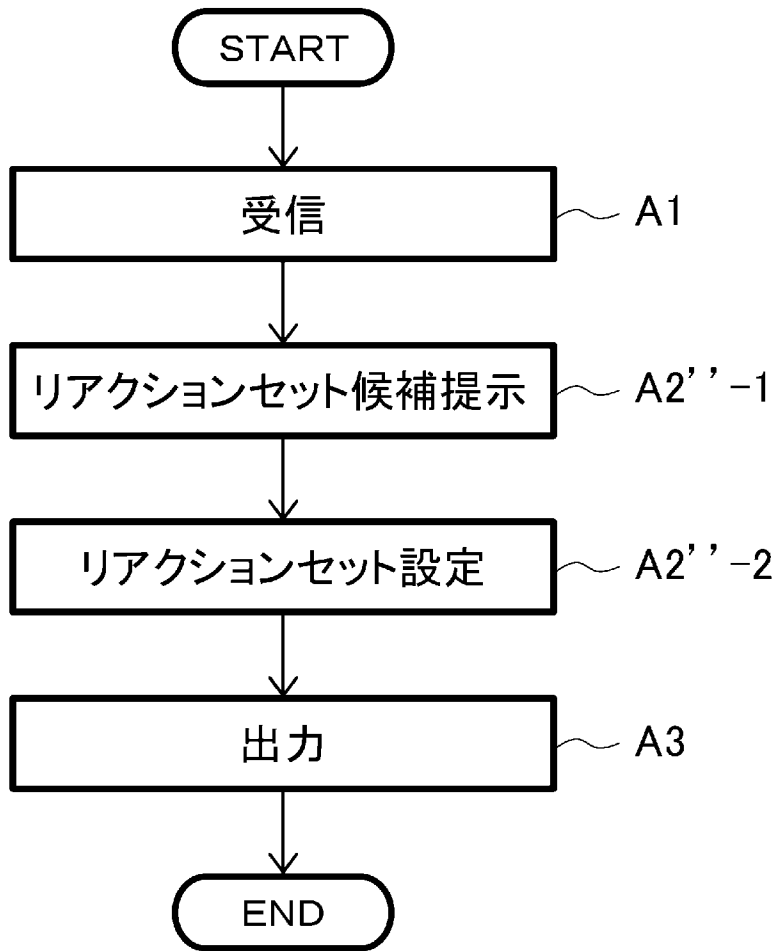 START
受信
A1
リアクションセット候補提示
A2''-1
リアクションセット設定
A2''-2
出力
A3
END